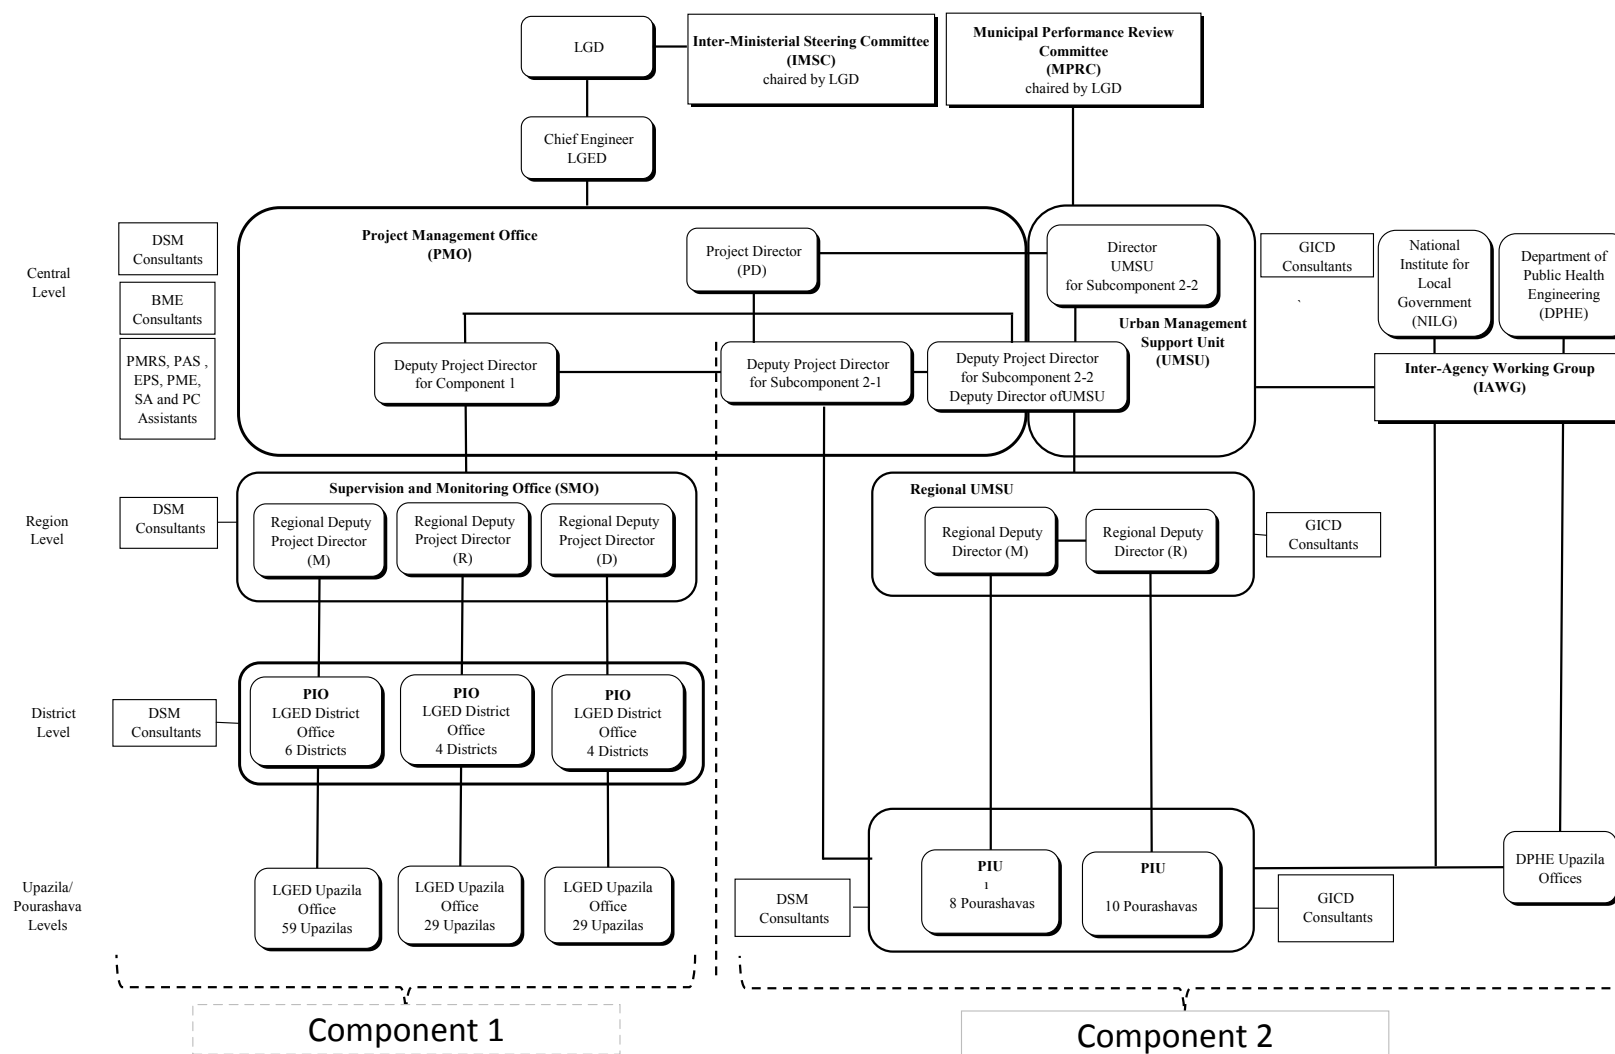 LGD
Inter-Ministerial Steering Committee
(IMSC)
chaired by LGD
Municipal Performance Review
Committee
(MPRC)
chaired by LGD
Chief Engineer
LGED
Central
Level
DSM
Consultants
BME
Consultants
PMRS, PAS ,
EPS, PME,
SA and PC
Assistants
Project Management Office
(PMO)
Project Director
(PD)
Director
UMSU
for Subcomponent 2-2
Urban Management
Support Unit
(UMSU)
Deputy Project Director
for Component 1
Deputy Project Director
for Subcomponent 2-1
Deputy Project Director
for Subcomponent 2-2
Deputy Director ofUMSU
GICD
Consultants
National
Institute for
Local
Government
(NILG)
Department of
Public Health
Engineering
(DPHE)
Inter-Agency Working Group
(IAWG)
Region
Level
DSM
Consultants
Supervision and Monitoring Office (SMO)
Regional Deputy
Project Director
(M)
Regional Deputy
Project Director
(R)
Regional Deputy
Project Director
(D)
Regional UMSU
Regional Deputy
Director (M)
Regional Deputy
Director (R)
GICD
Consultants
District
Level
DSM
Consultants
PIO
LGED District
Office
6 Districts
PIO
LGED District
Office
4 Districts
PIO
LGED District
Office
4 Districts
Upazila/
Pourashava
Levels
LGED Upazila
Office
59 Upazilas
LGED Upazila
Office
29 Upazilas
LGED Upazila
Office
29 Upazilas
DSM
Consultants
PIU
1
8 Pourashavas
PIU
10 Pourashavas
GICD
Consultants
DPHE Upazila
Offices
Component 1
Component 2